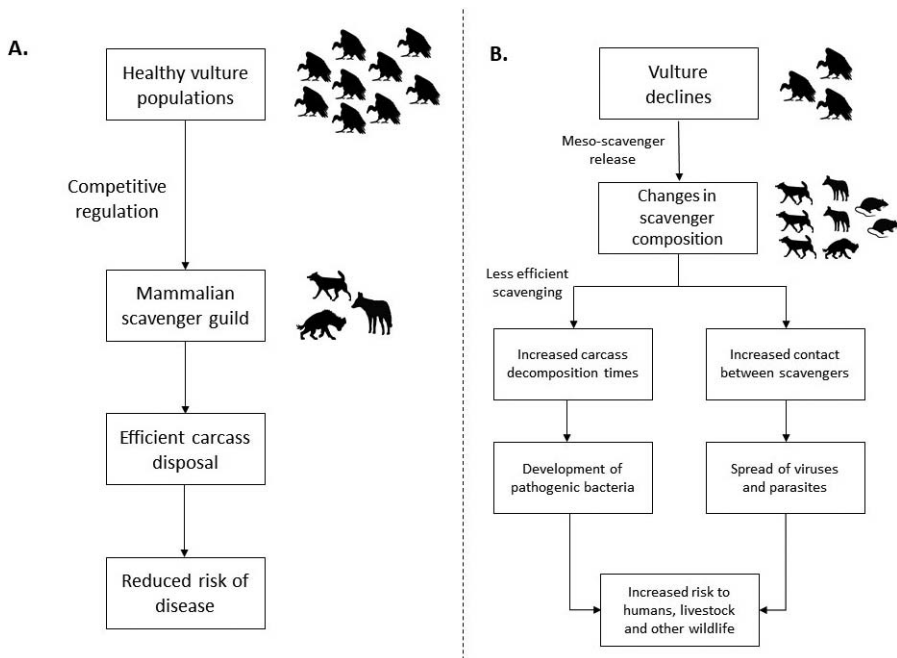 A.
Healthy vulture
populations
Competitive
regulation
Mammalian
scavenger guild
Efficient carcass
disposal
Reduced risk of
disease
B.
Vulture
declines
Meso-scavenger
release
Changes in
scavenger
composition
Less efficient
scavenging
Increased carcass
decomposition times
Increased contact
between scavengers
Development of
pathogenic bacteria
Spread of viruses
and parasites
Increased risk to
humans, livestock
and other wildlife